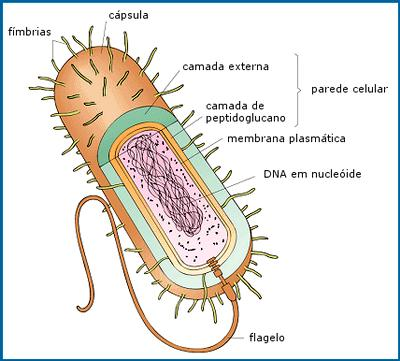 cápsula
fímbrias
camada externa
parede celular
camada de
peptidoglucano
membrana plasmática
DNA em nucleóide
flagelo